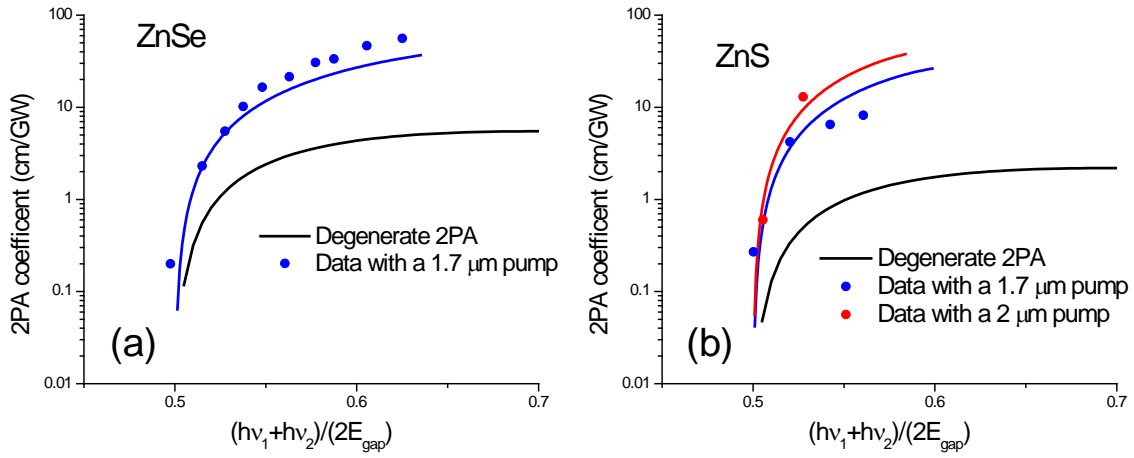 ZnSe
2PA coefficent (cm/GW)
100
10
1
0.1
0.01
Degenerate 2PA
Data with a 1.7 μm pump
(a)
0.5
0.6
0.7
(hν₁+hν₂)/(2E_gap)
ZnS
2PA coefficent (cm/GW)
100
10
1
0.1
0.01
Degenerate 2PA
Data with a 1.7 μm pump
Data with a 2 μm pump
(b)
0.5
0.6
0.7
(hν₁+hν₂)/(2E_gap)